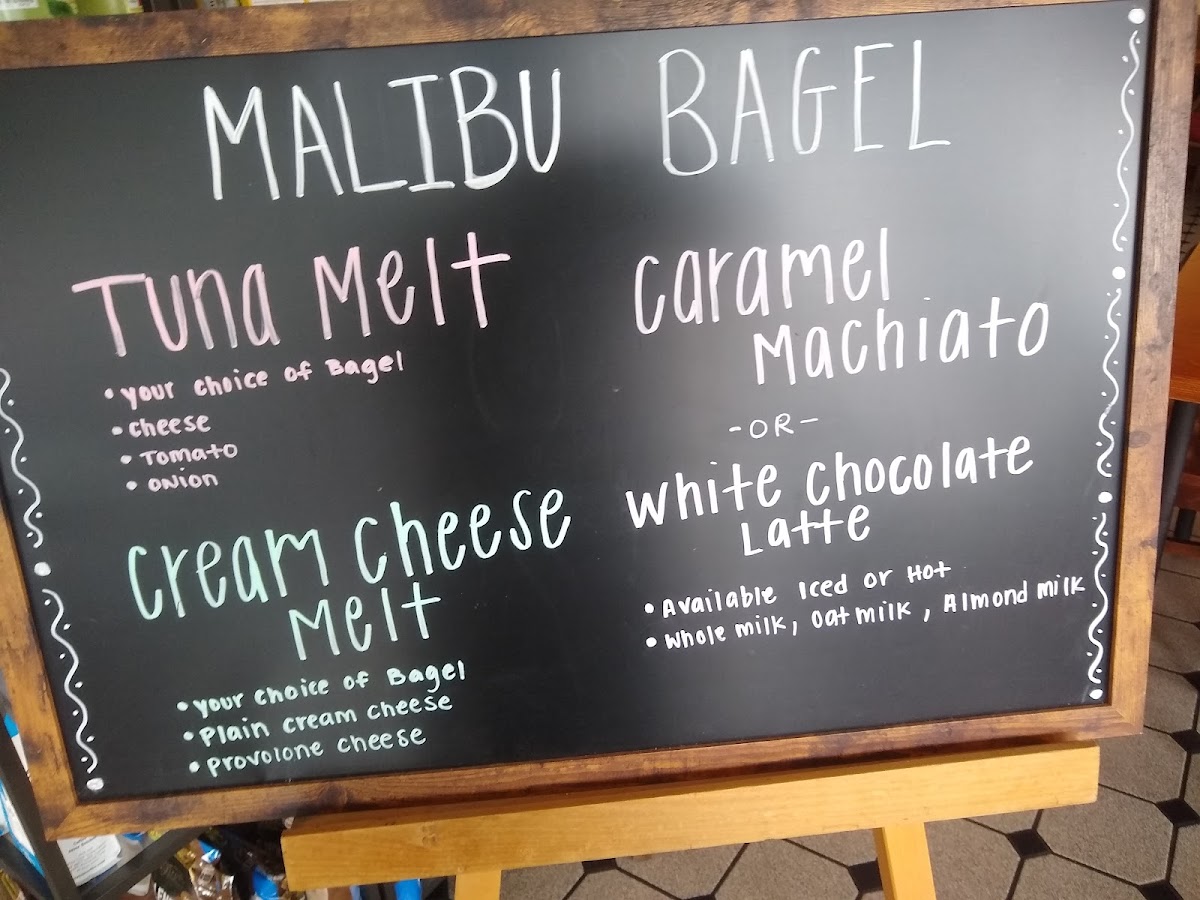 MALIBU BAGEL
Tuna Melt
• Your choice of Bagel
• Cheese
• Tomato
• Onion
Cream Cheese
Melt
• Your choice of Bagel
• Plain cream cheese
• Provolone cheese
Caramel
Machiato
-OR-
White Chocolate
Latte
• Available Iced or Hot
• Whole milk, Oat milk, Almond milk